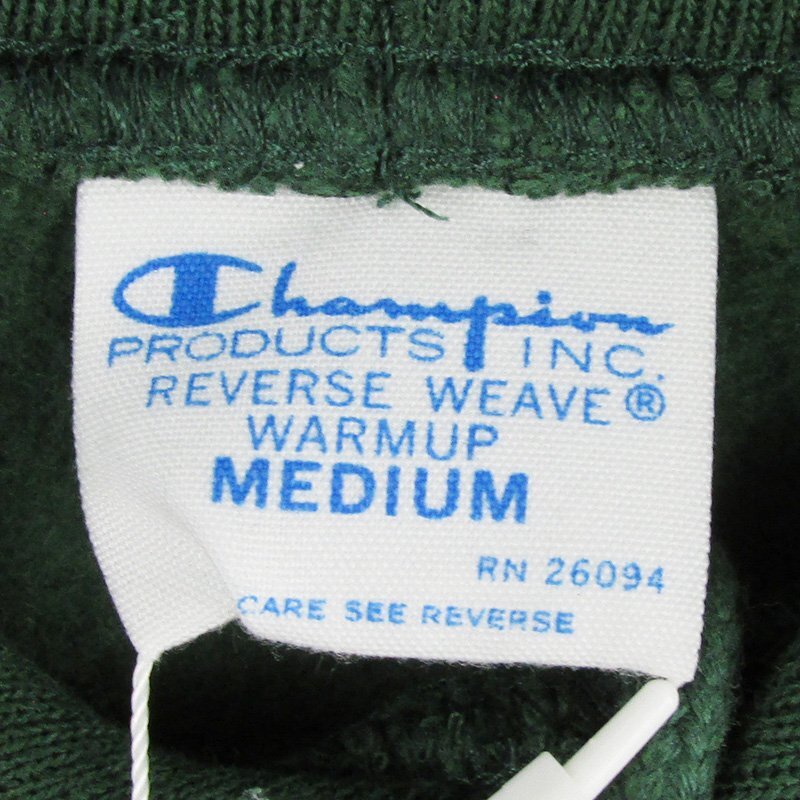 Champion
PRODUCTS INC.
REVERSE WEAVE®
WARMUP
MEDIUM
RN 26094
CARE SEE REVERSE